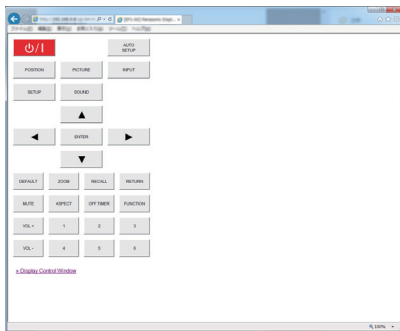 AUTO SETUP
POSITION PICTURE INPUT
SETUP SOUND
ENTER
DEFAULT ZOOM RECALL RETURN
MUTE ASPECT OFF TIMER FUNCTION
VOL + 1 2 3
VOL - 4 5 6
» Display Control Window
100%